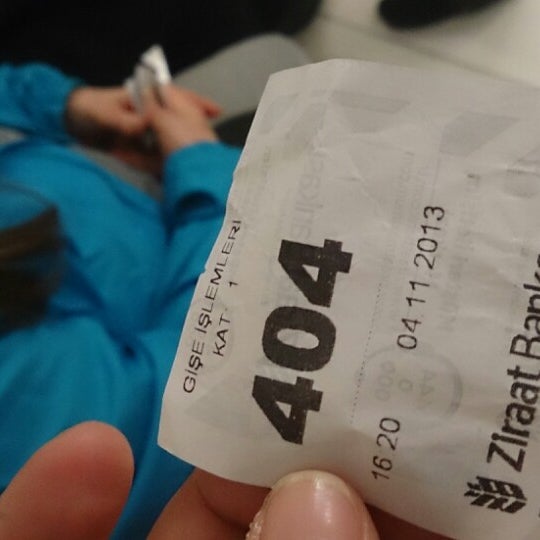 GİŞE İŞLEMLERİ
KAT 1
404
16:20 04.11.2013
Ziraat Bank